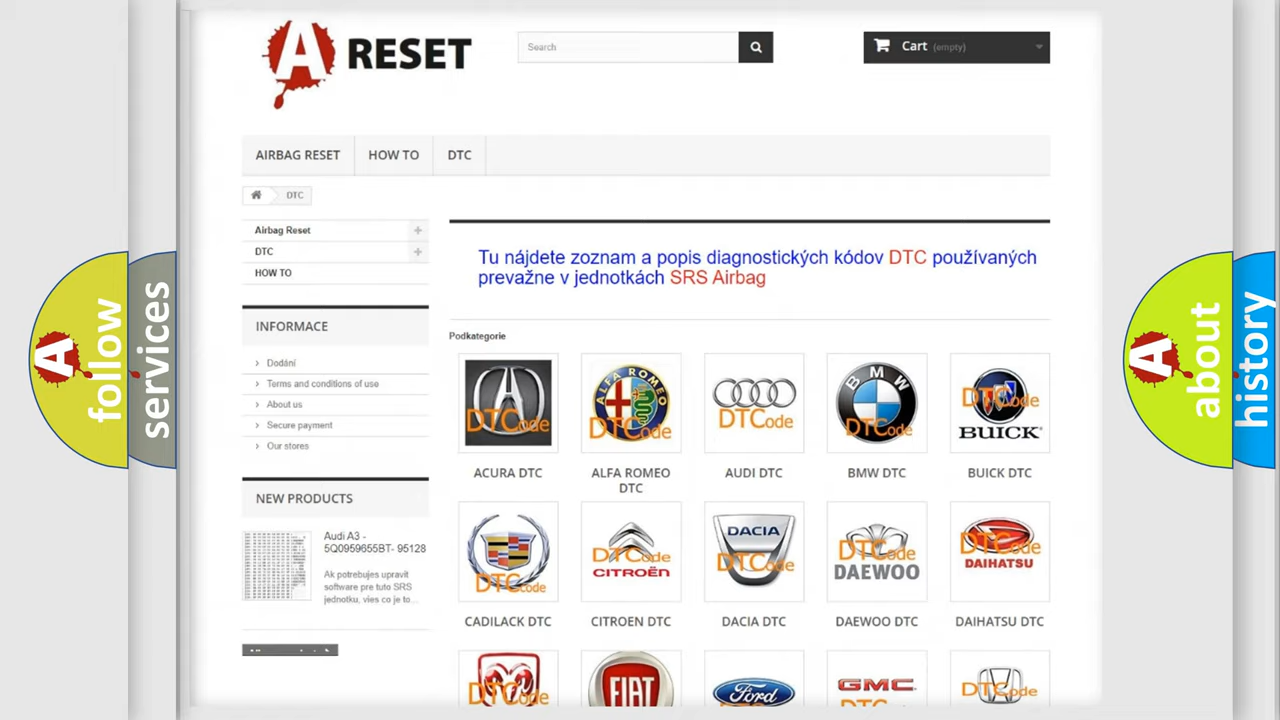 A RESET
Search
Cart (empty)
AIRBAG RESET
HOW TO
DTC
DTC
Airbag Reset
DTC
HOW TO
Tu nájdete zoznam a popis diagnostických kódov DTC používaných
prevažne v jednotkách SRS Airbag
INFORMACE
Dodání
Terms and conditions of use
About us
Secure payment
Our stores
NEW PRODUCTS
Audi A3 -
5Q0959655BT- 95128
Ak potrebujes upravit
software pre tuto SRS
jednotku, vies co je to...
Podkategorie
DTCode
ALFA ROMEO
DTCode
DTCode
BMW
DTCode
DTCode
BUICK
ACURA DTC
ALFA ROMEO
DTC
AUDI DTC
BMW DTC
BUICK DTC
DTCode
DTCode
CITROËN
DACIA
DTCode
DTCode
DAEWOO
DTCode
DAIHATSU
CADILACK DTC
CITROEN DTC
DACIA DTC
DAEWOO DTC
DAIHATSU DTC
DTCode
FIAT
Ford
GMC
DTCode
A follow
services
A about
history